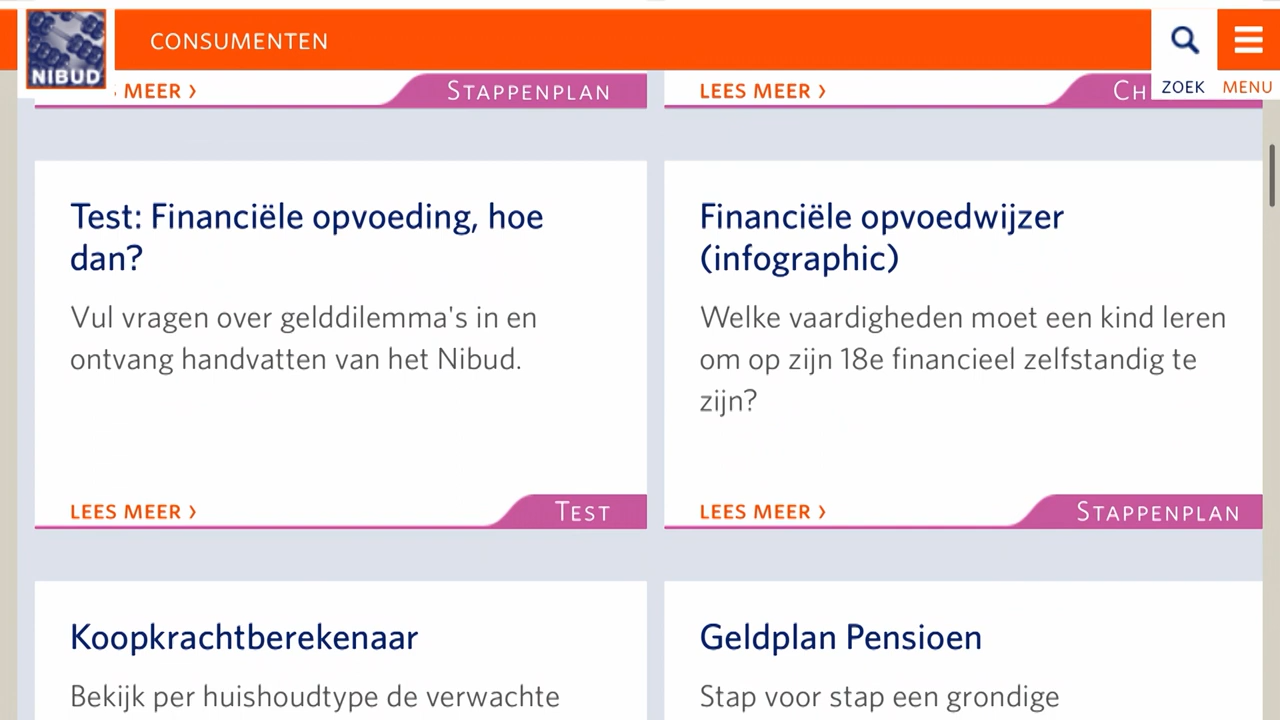 NIBUD
CONSUMENTEN
ZOEK
MENU
MEER ›
STAPPENPLAN
LEES MEER ›
Test: Financiële opvoeding, hoe
dan?
Vul vragen over gelddilemma's in en
ontvang handvatten van het Nibud.
LEES MEER ›
TEST
Financiële opvoedwijzer
(infographic)
Welke vaardigheden moet een kind leren
om op zijn 18e financieel zelfstandig te
zijn?
LEES MEER ›
STAPPENPLAN
Koopkrachtberekenaar
Bekijk per huishoudtype de verwachte
Geldplan Pensioen
Stap voor stap een grondige